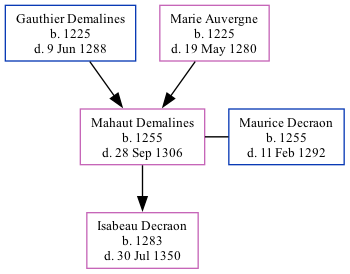 Gauthier Demalines
b. 1225
d. 9 Jun 1288
Marie Auvergne
b. 1225
d. 19 May 1280
Mahaut Demalines
b. 1255
d. 28 Sep 1306
Maurice Decraon
b. 1255
d. 11 Feb 1292
Isabeau Decraon
b. 1283
d. 30 Jul 1350